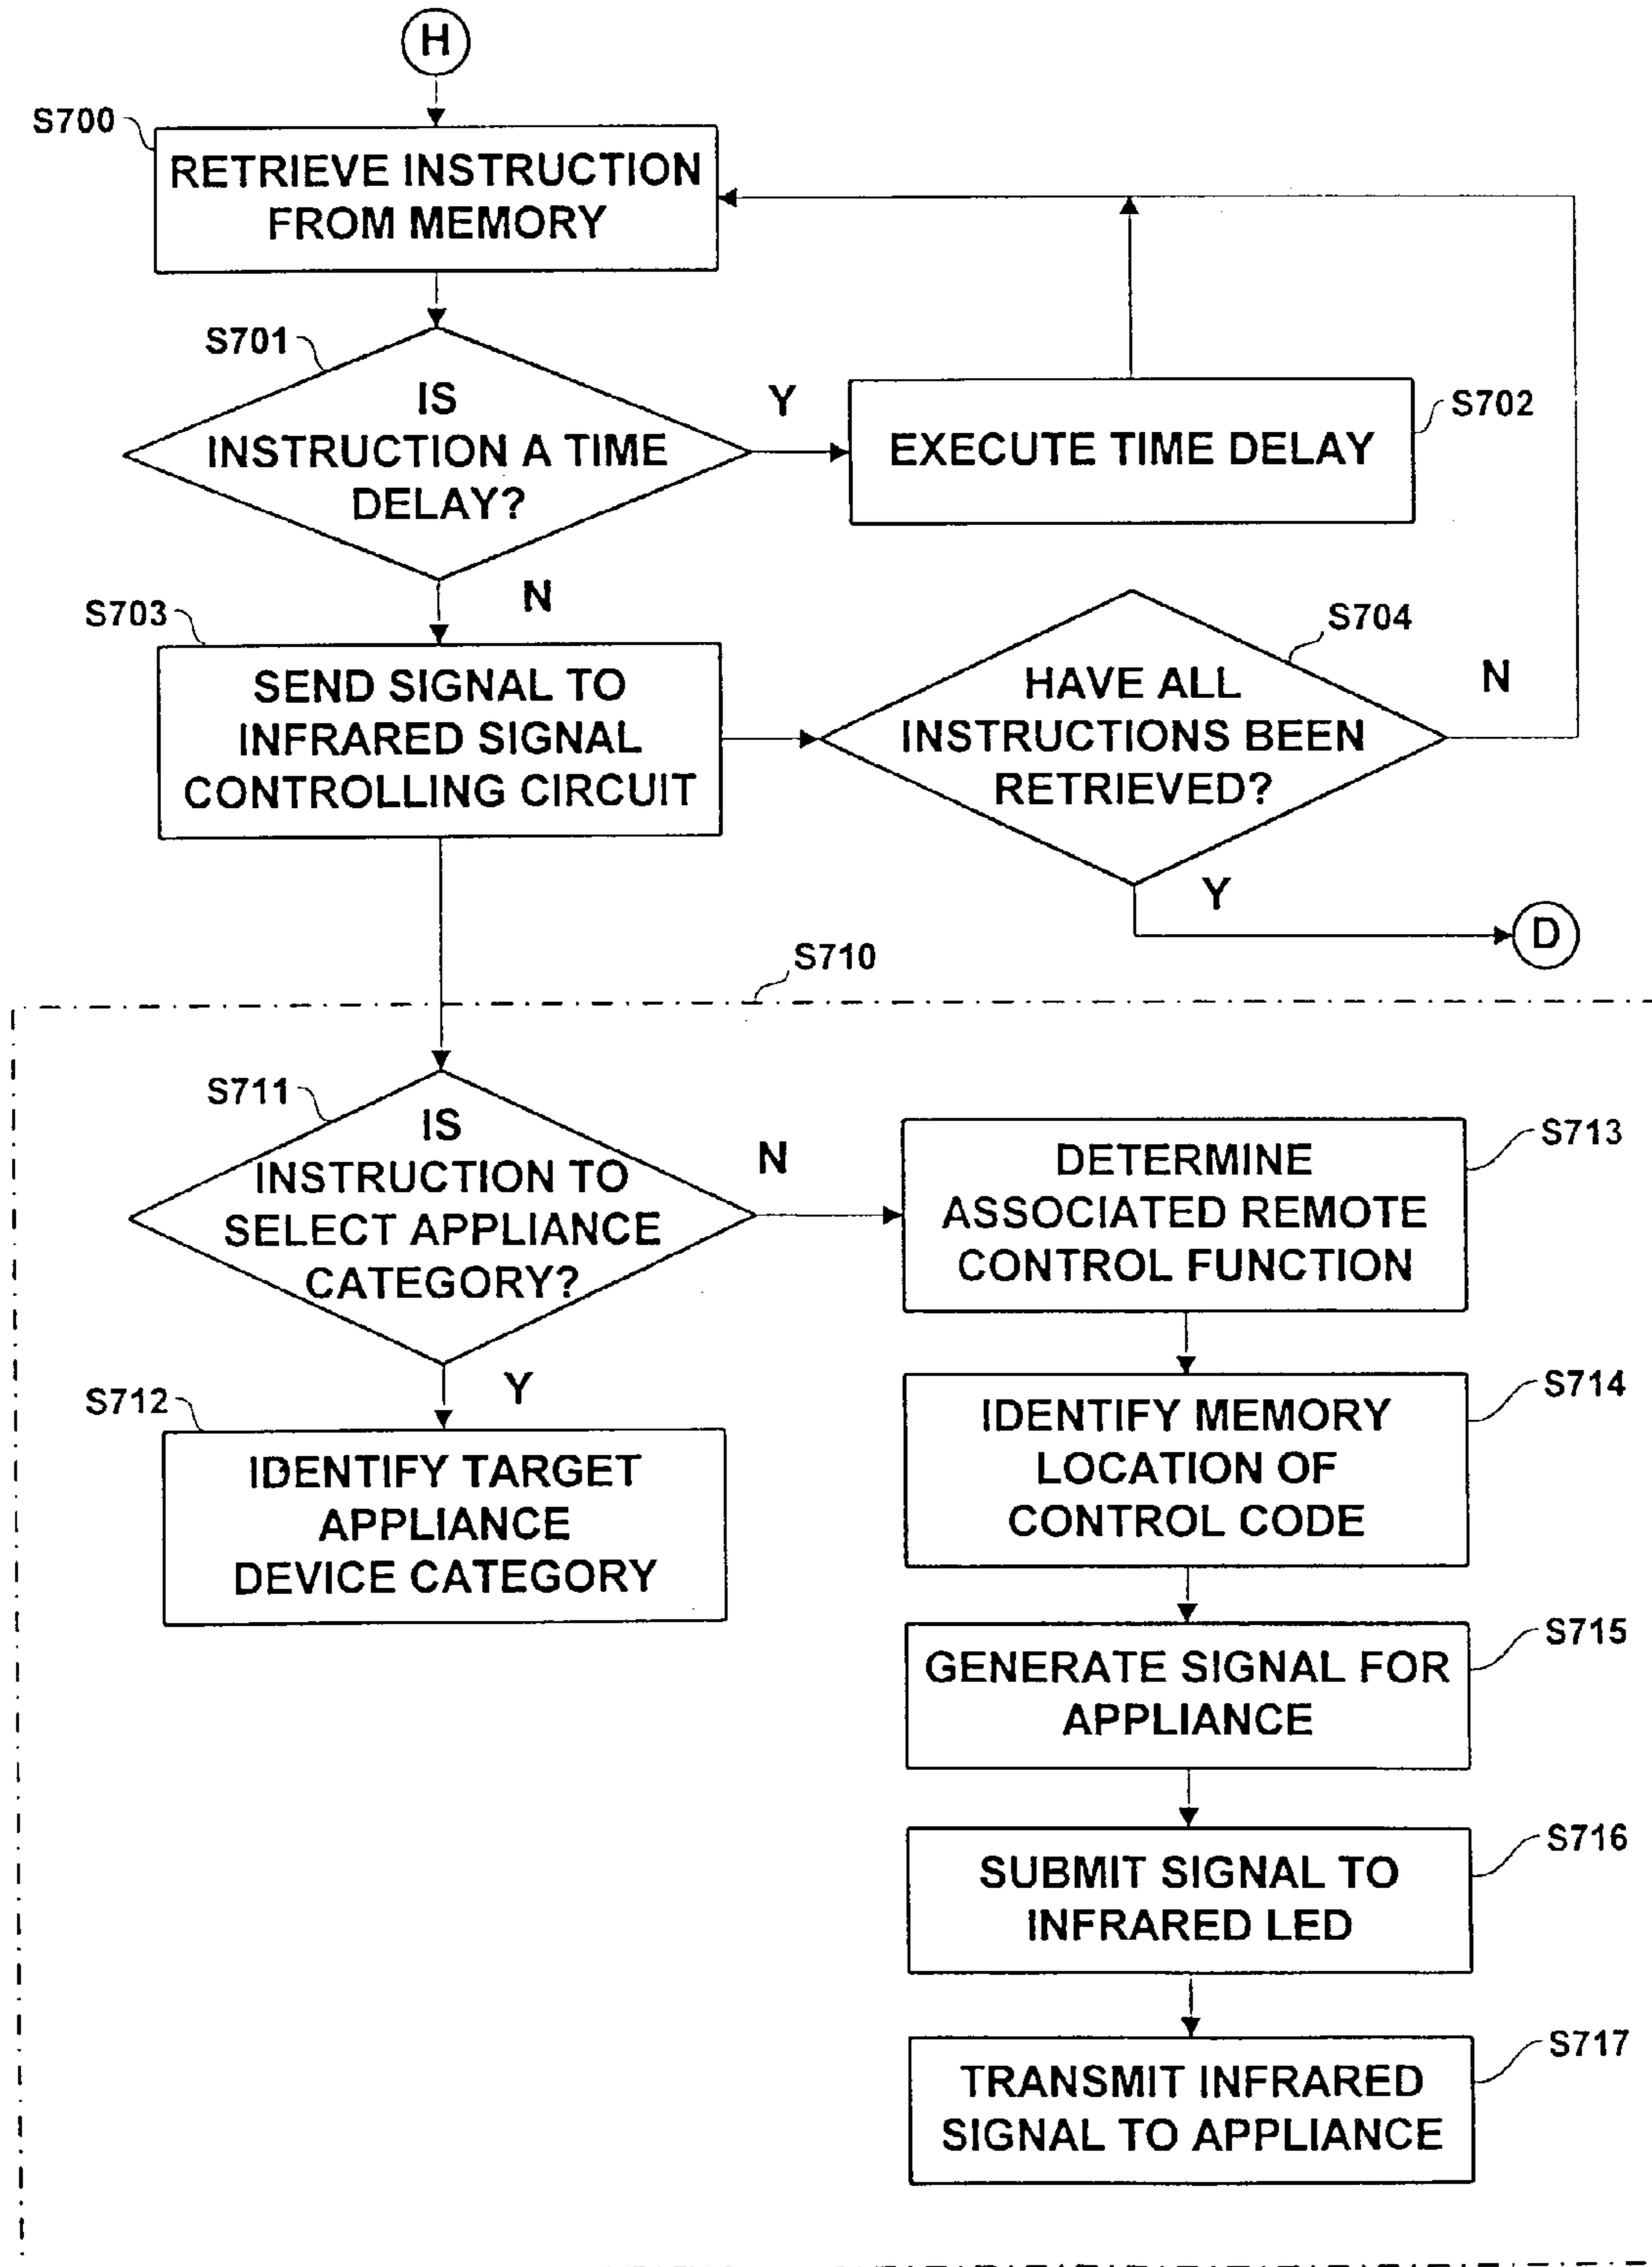 H
S700
RETRIEVE INSTRUCTION
FROM MEMORY
S701
IS
INSTRUCTION A TIME
DELAY?
Y
S702
EXECUTE TIME DELAY
N
S703
SEND SIGNAL TO
INFRARED SIGNAL
CONTROLLING CIRCUIT
S704
HAVE ALL
INSTRUCTIONS BEEN
RETRIEVED?
N
Y
D
S710
S711
IS
INSTRUCTION TO
SELECT APPLIANCE
CATEGORY?
N
S713
DETERMINE
ASSOCIATED REMOTE
CONTROL FUNCTION
Y
S712
IDENTIFY TARGET
APPLIANCE
DEVICE CATEGORY
S714
IDENTIFY MEMORY
LOCATION OF
CONTROL CODE
S715
GENERATE SIGNAL FOR
APPLIANCE
S716
SUBMIT SIGNAL TO
INFRARED LED
S717
TRANSMIT INFRARED
SIGNAL TO APPLIANCE